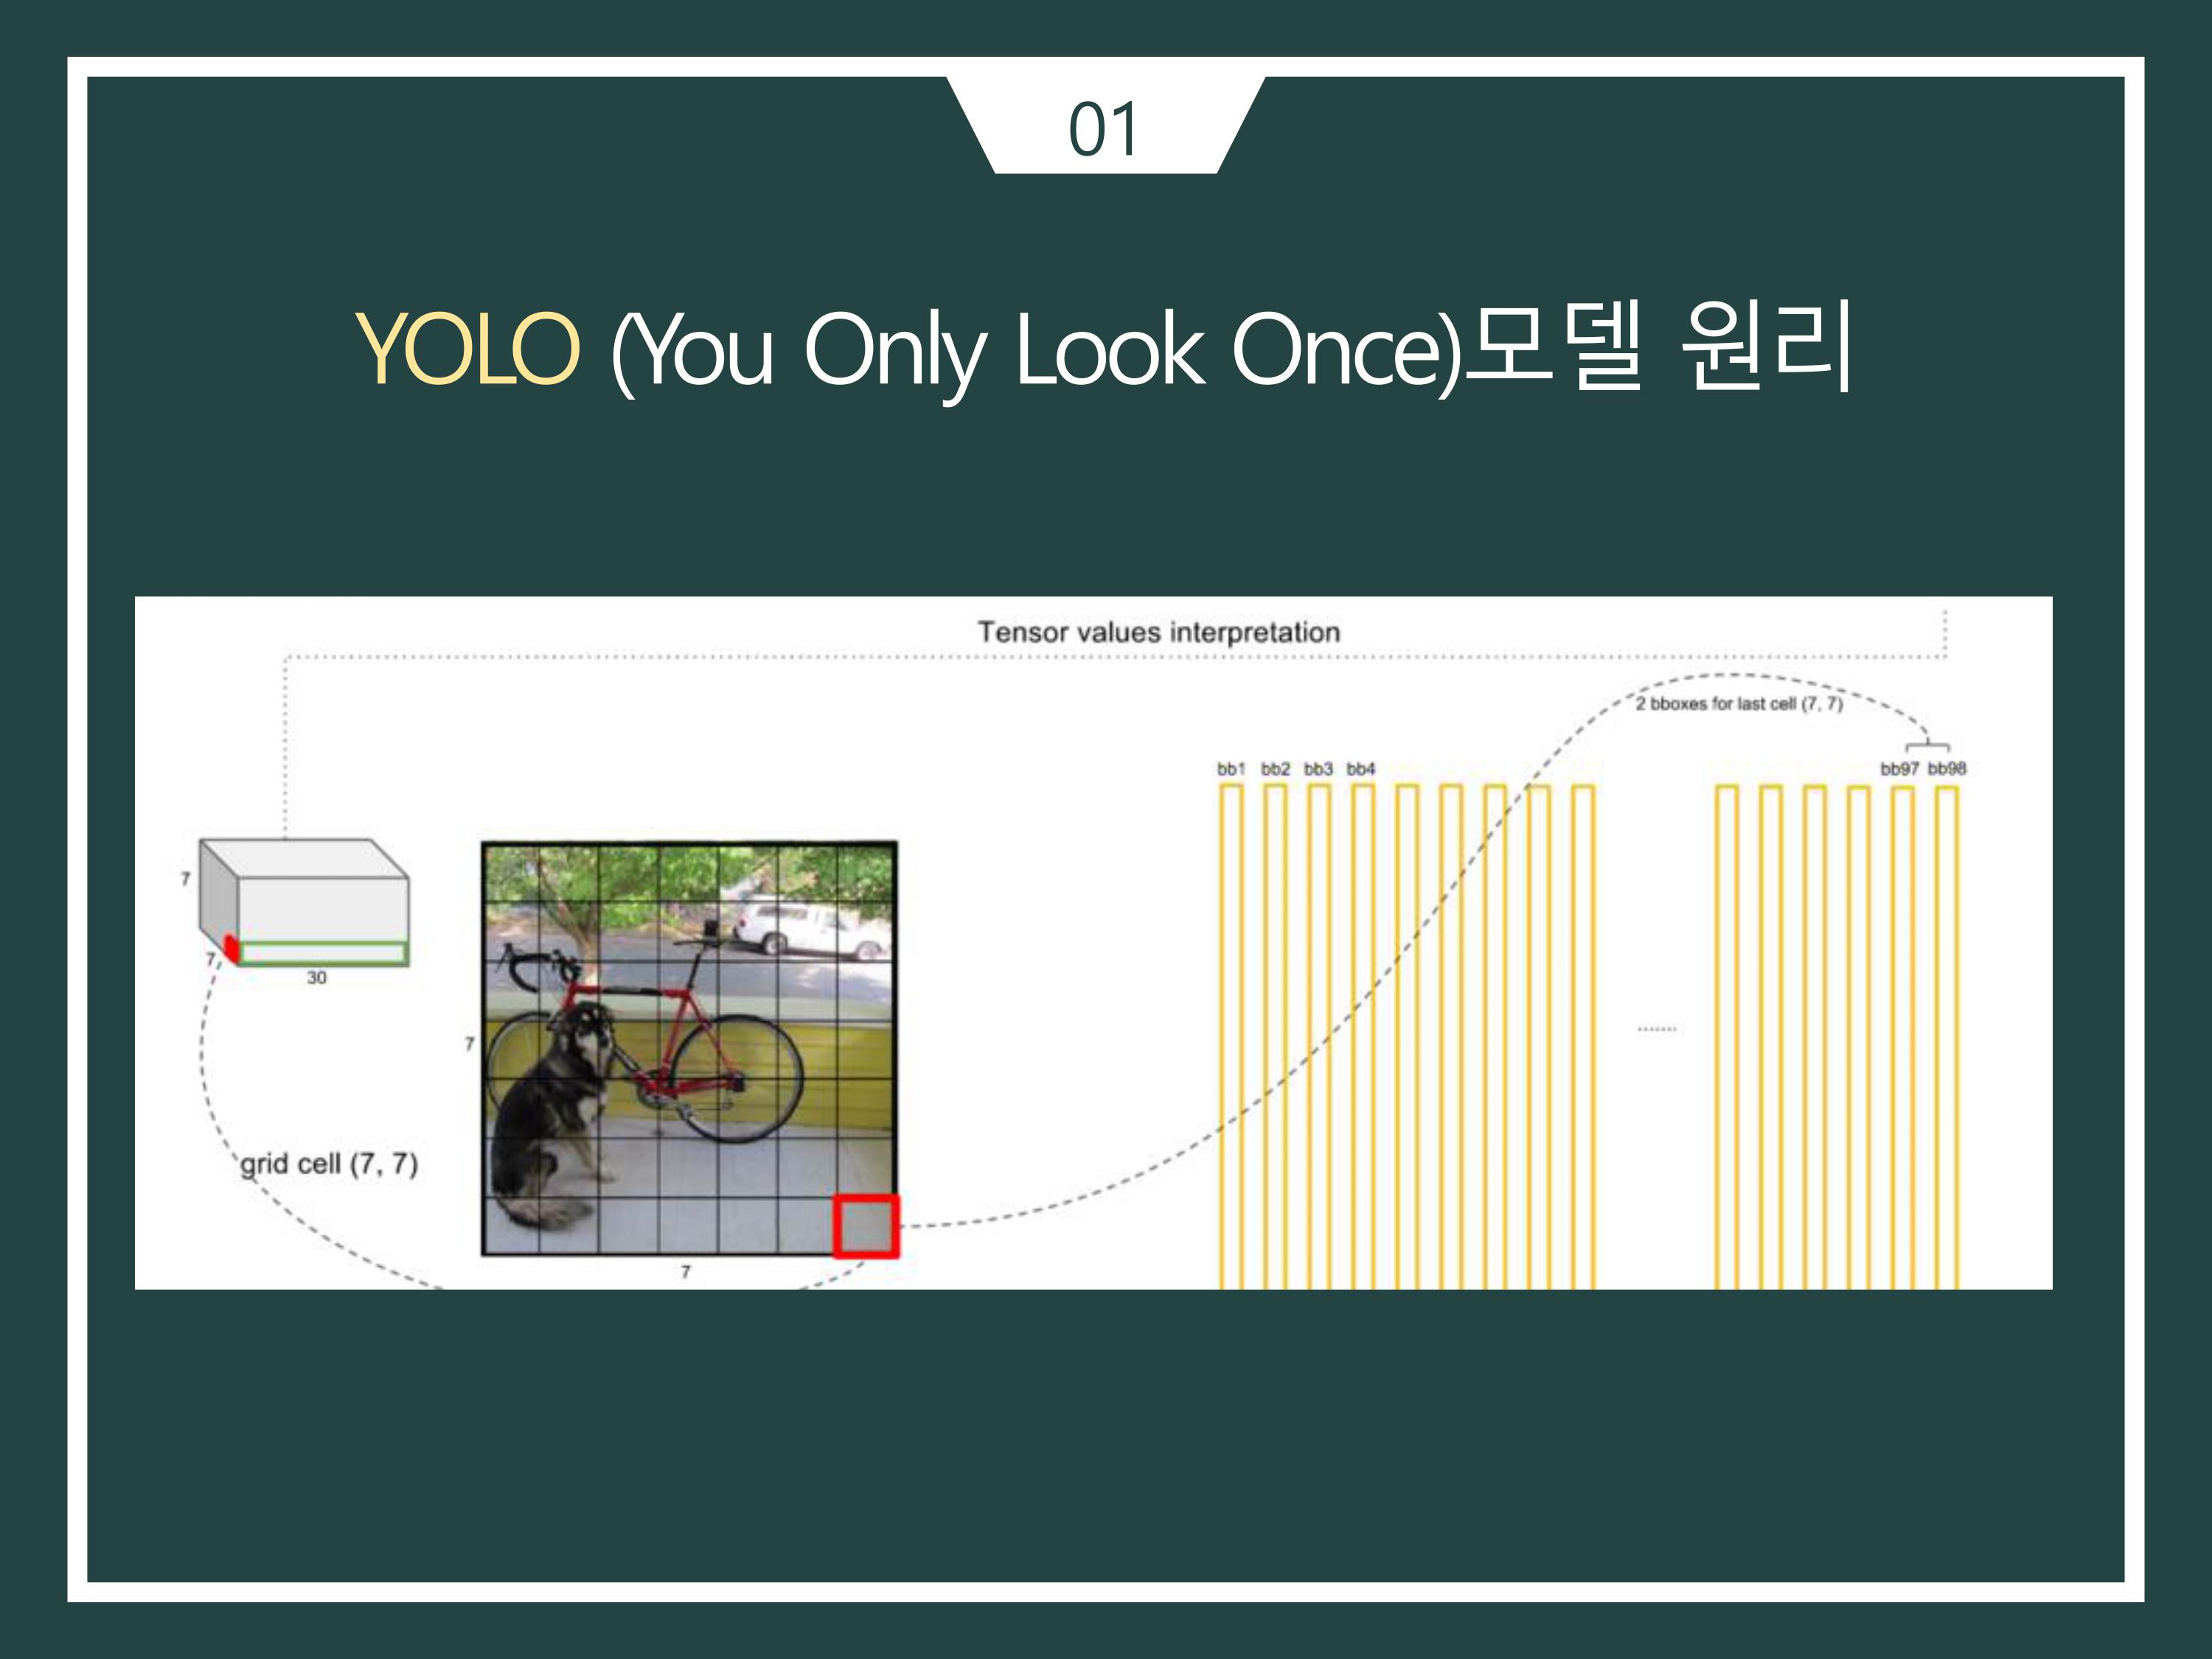 01
YOLO (You Only Look Once)모델 원리
Tensor values interpretation
2 bboxes for last cell (7, 7)
bb1 bb2 bb3 bb4
bb97 bb98
7
7
30
7
grid cell (7, 7)
7
.......